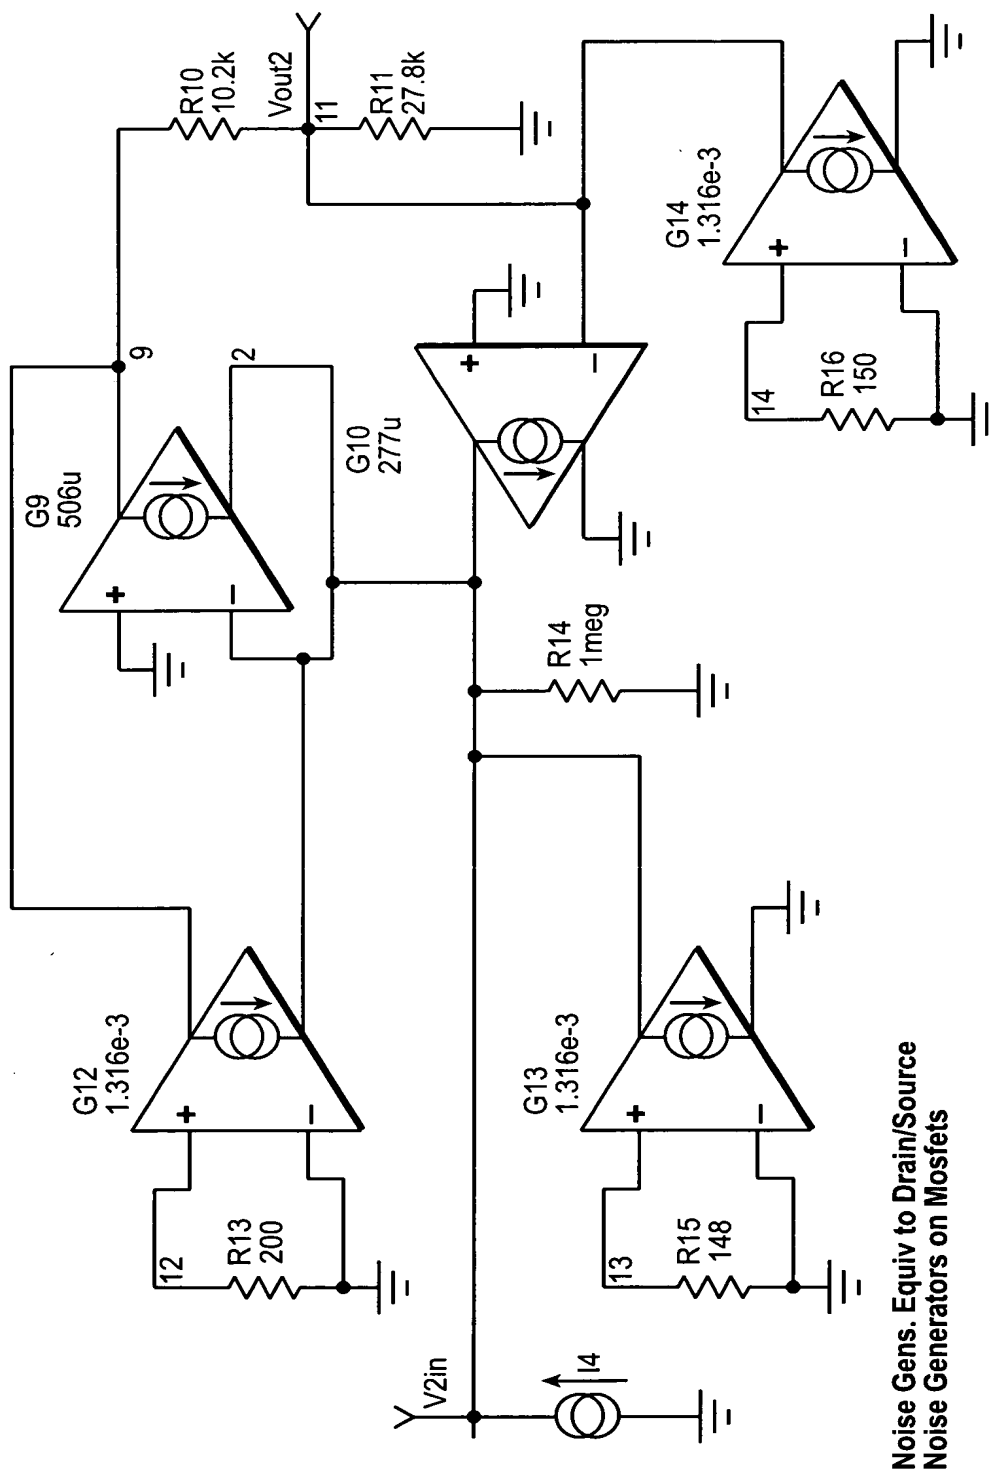 G9
506u
9
2
R10
10.2k
Vout2
11
R11
27.8k
G12
1.316e-3
+
−
+
−
12
R13
200
G10
277u
+
−
G14
1.316e-3
+
−
14
R16
150
R14
1meg
G13
1.316e-3
+
−
13
R15
148
V2in
I4
Noise Gens. Equiv to Drain/Source
Noise Generators on Mosfets